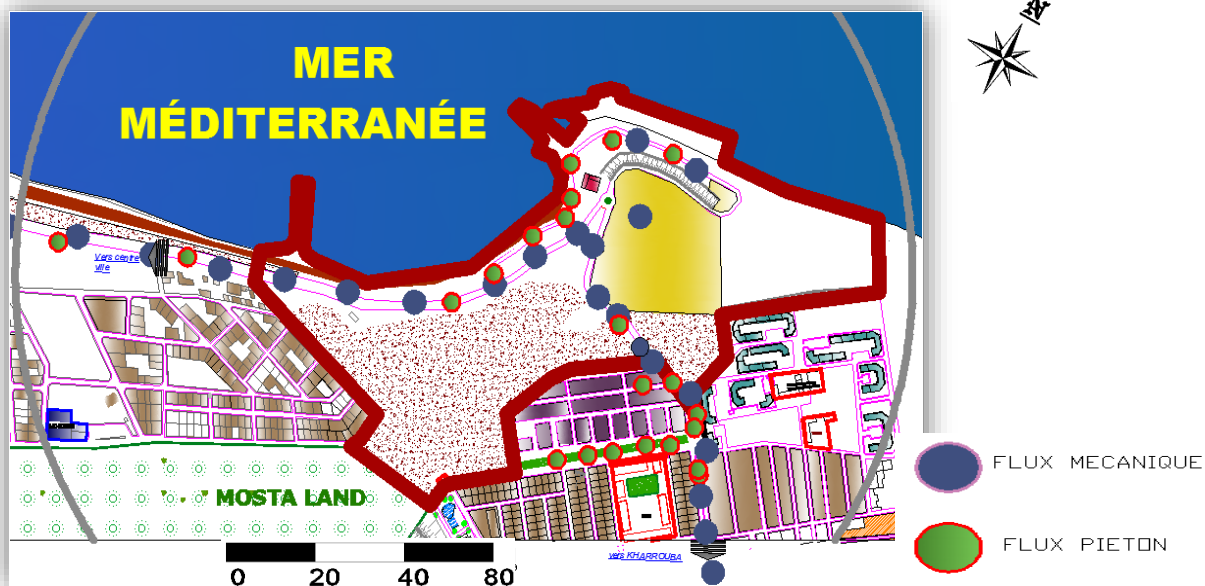 N
MER
MÉDITERRANÉE
Vers centre
ville
MOSTA LAND
FLUX MECANIQUE
FLUX PIETON
vers KHARROUBA
0 20 40 80